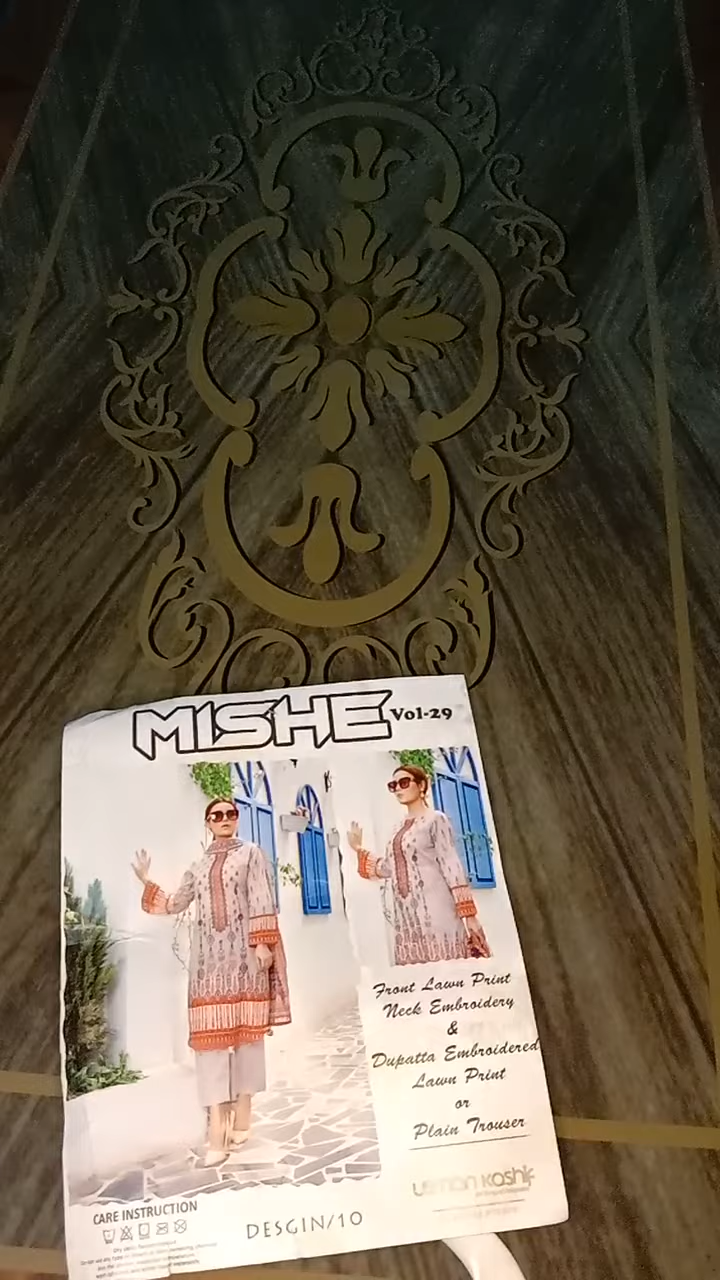 MISHE Vol-29
Front Lawn Print
Neck Embroidery
&
Dupatta Embroidered
Lawn Print
or
Plain Trouser
usman kashif
CARE INSTRUCTION
DESGIN/10